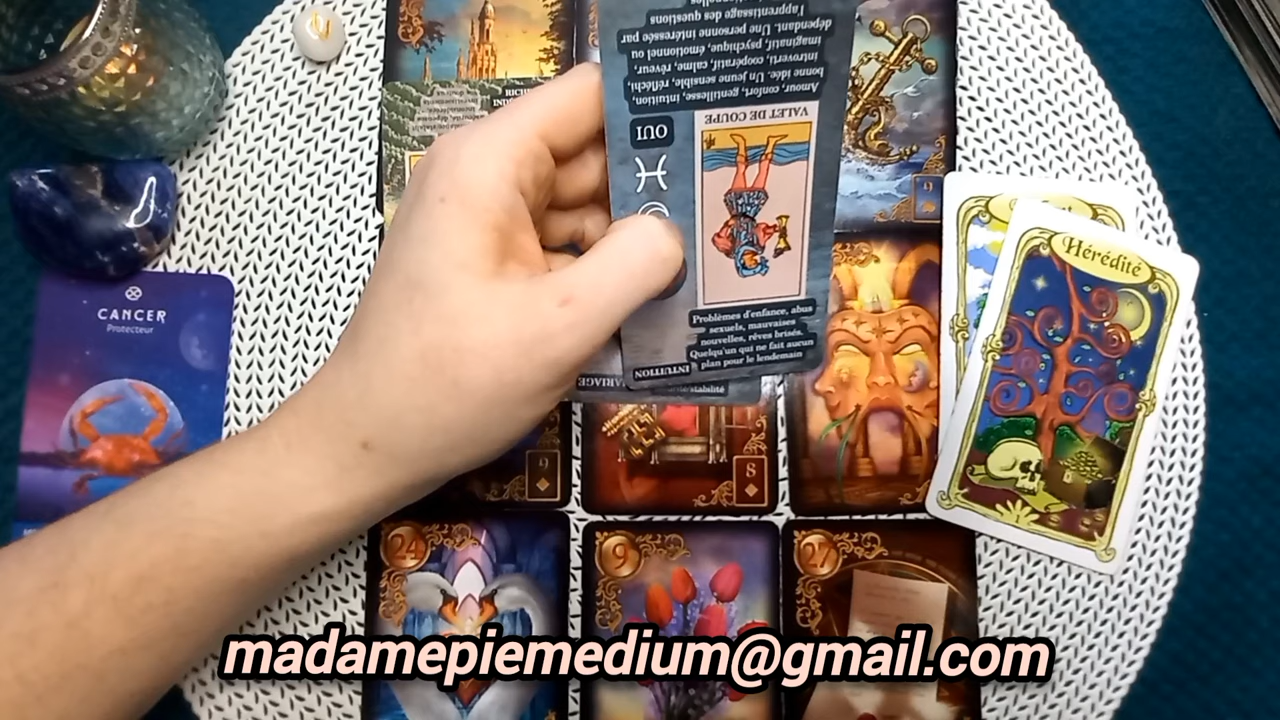 l'apprentissage des questions
dépendant. Une personne intéressée par
imaginatif, psychique, émotionnel ou
introverti, coopératif, calme, rêveur,
bonne idée. Un jeune sensible, réfléchi,
Amour, confort, gentillesse, intuition,
VALET DE COUPE
OUI
Problèmes d'enfance, abus
sexuels, mauvaises
nouvelles, rêves brisés.
Quelqu'un qui ne fait aucun
plan pour le lendemain
INTUITION
9
Hérédité
CANCER
Protecteur
9
8
24
9
27
madamepiemedium@gmail.com